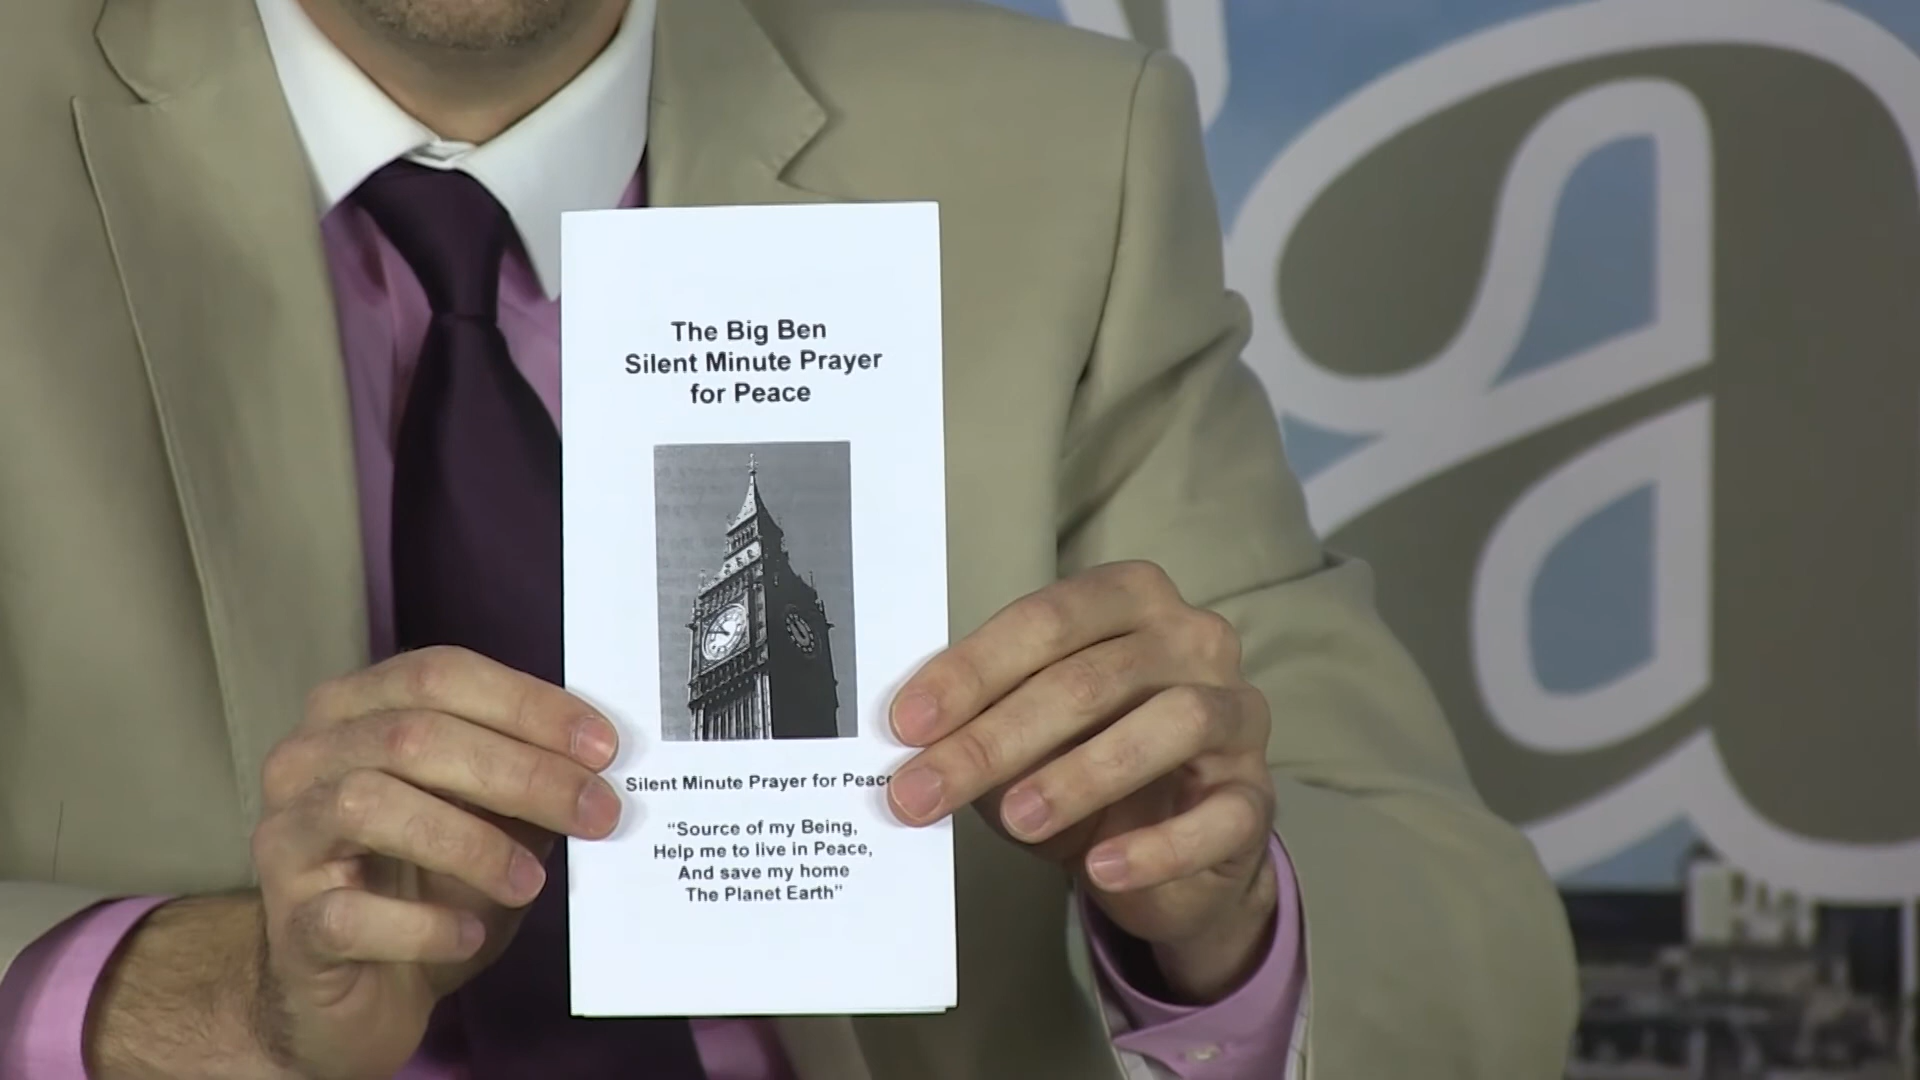 The Big Ben
Silent Minute Prayer
for Peace
Silent Minute Prayer for Peace
“Source of my Being,
Help me to live in Peace,
And save my home
The Planet Earth”
a